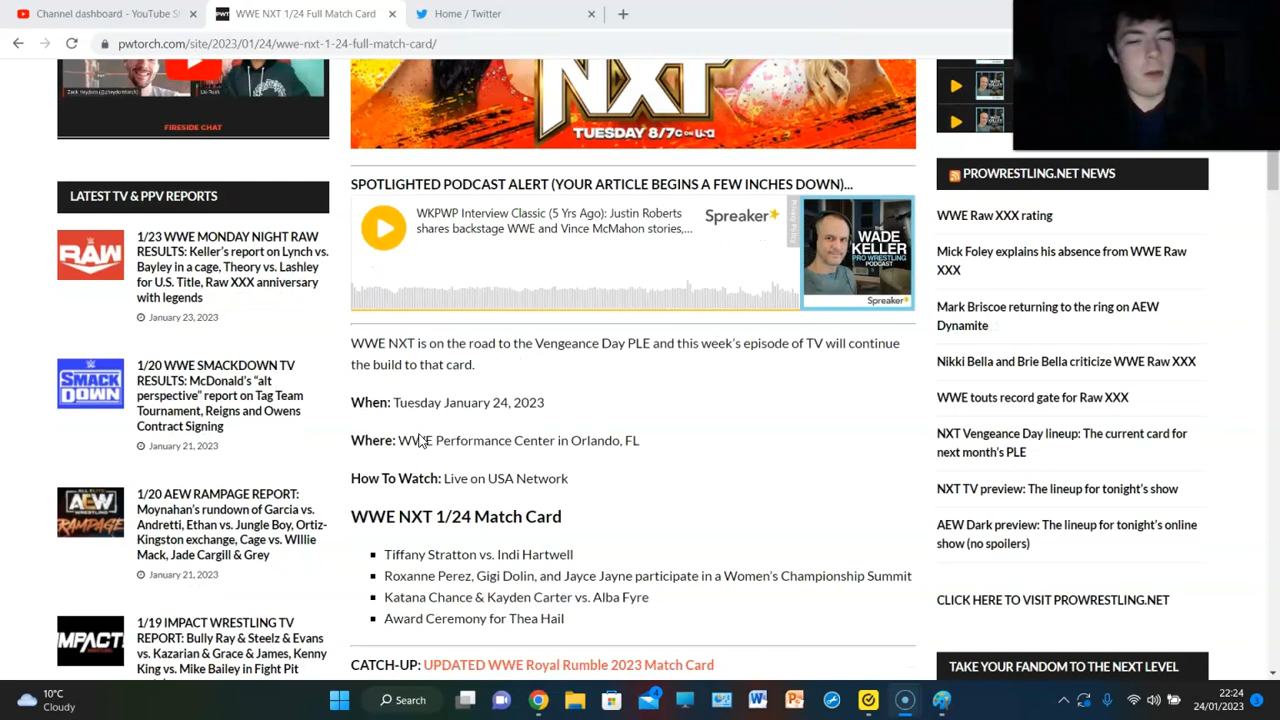 Channel dashboard - YouTube S
WWE NXT 1/24 Full Match Card
Home / Twitter
pwtorch.com/site/2023/01/24/wwe-nxt-1-24-full-match-card/
FIRESIDE CHAT
LATEST TV & PPV REPORTS
RAW
1/23 WWE MONDAY NIGHT RAW
RESULTS: Keller's report on Lynch vs.
Bayley in a cage, Theory vs. Lashley
for U.S. Title, Raw XXX anniversary
with legends
January 23, 2023
SMACK
DOWN
1/20 WWE SMACKDOWN TV
RESULTS: McDonald's "alt
perspective" report on Tag Team
Tournament, Reigns and Owens
Contract Signing
January 21, 2023
AEW
RAMPAGE
1/20 AEW RAMPAGE REPORT:
Moynahan's rundown of Garcia vs.
Andretti, Ethan vs. Jungle Boy, Ortiz-
Kingston exchange, Cage vs. WIllie
Mack, Jade Cargill & Grey
January 21, 2023
IMPACT
1/19 IMPACT WRESTLING TV
REPORT: Bully Ray & Steelz & Evans
vs. Kazarian & Grace & James, Kenny
King vs. Mike Bailey in Fight Pit
NXT
TUESDAY 8/7C on USA
SPOTLIGHTED PODCAST ALERT (YOUR ARTICLE BEGINS A FEW INCHES DOWN)...
WKPWP Interview Classic (5 Yrs Ago): Justin Roberts
shares backstage WWE and Vince McMahon stories,...
Spreaker
Privacy Policy
THE
WADE
KELLER
PRO WRESTLING
PODCAST
Spreaker
WWE NXT is on the road to the Vengeance Day PLE and this week's episode of TV will continue
the build to that card.
When: Tuesday January 24, 2023
Where: WWE Performance Center in Orlando, FL
How To Watch: Live on USA Network
WWE NXT 1/24 Match Card
Tiffany Stratton vs. Indi Hartwell
Roxanne Perez, Gigi Dolin, and Jayce Jayne participate in a Women's Championship Summit
Katana Chance & Kayden Carter vs. Alba Fyre
Award Ceremony for Thea Hail
CATCH-UP: UPDATED WWE Royal Rumble 2023 Match Card
PROWRESTLING.NET NEWS
WWE Raw XXX rating
Mick Foley explains his absence from WWE Raw
XXX
Mark Briscoe returning to the ring on AEW
Dynamite
Nikki Bella and Brie Bella criticize WWE Raw XXX
WWE touts record gate for Raw XXX
NXT Vengeance Day lineup: The current card for
next month's PLE
NXT TV preview: The lineup for tonight's show
AEW Dark preview: The lineup for tonight's online
show (no spoilers)
CLICK HERE TO VISIT PROWRESTLING.NET
TAKE YOUR FANDOM TO THE NEXT LEVEL
10°C
Cloudy
Search
22:24
24/01/2023